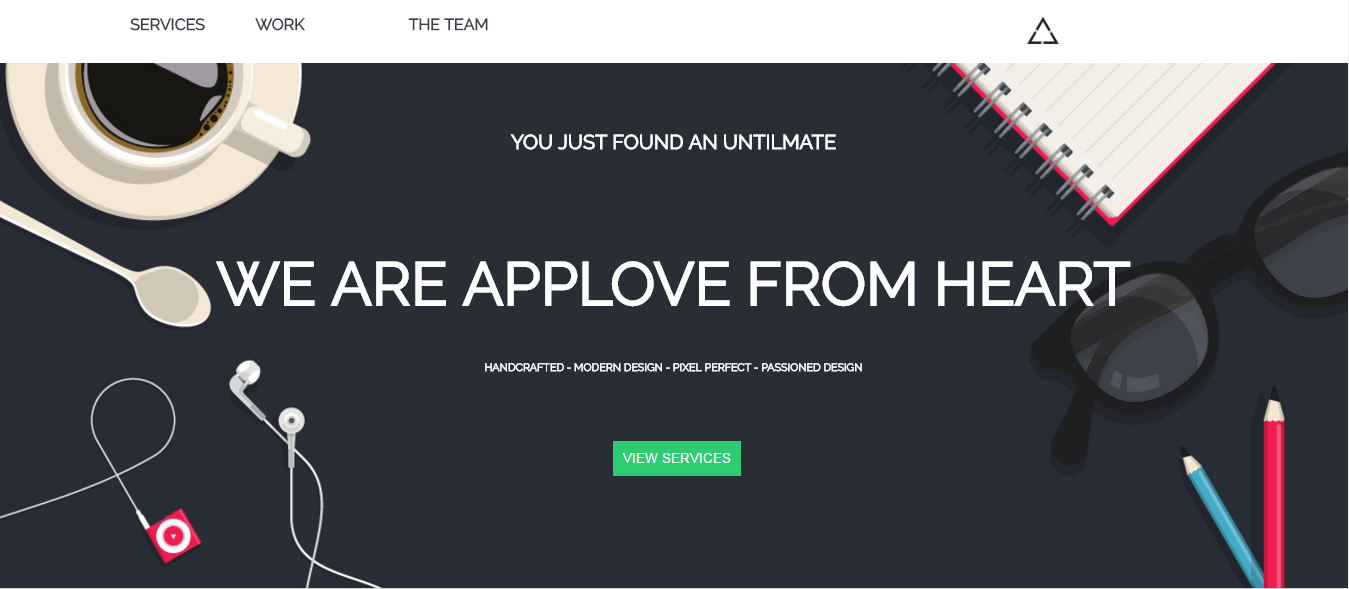 SERVICES WORK THE TEAM
YOU JUST FOUND AN UNTILMATE
WE ARE APPLOVE FROM HEART
HANDCRAFTED - MODERN DESIGN - PIXEL PERFECT - PASSIONED DESIGN
VIEW SERVICES